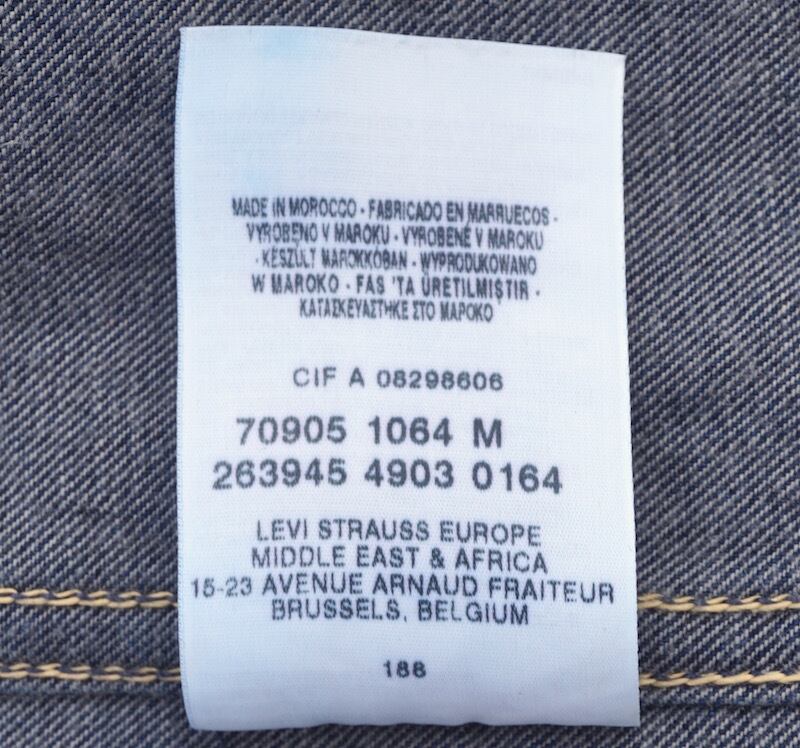 MADE IN MOROCCO - FABRICADO EN MARRUECOS -
VYROBENO V MAROKU - VYROBENÉ V MAROKU
- KÉSZÜLT MAROKKÓBAN - WYPRODUKOWANO
W MAROKO - FAS 'TA ÜRETILMIŞTIR -
ΚΑΤΑΣΚΕΥΑΣΤΗΚΕ ΣΤΟ ΜΑΡΟΚΟ
CIF A 08298606
70905 1064 M
263945 4903 0164
LEVI STRAUSS EUROPE
MIDDLE EAST & AFRICA
15-23 AVENUE ARNAUD FRAITEUR
BRUSSELS, BELGIUM
188